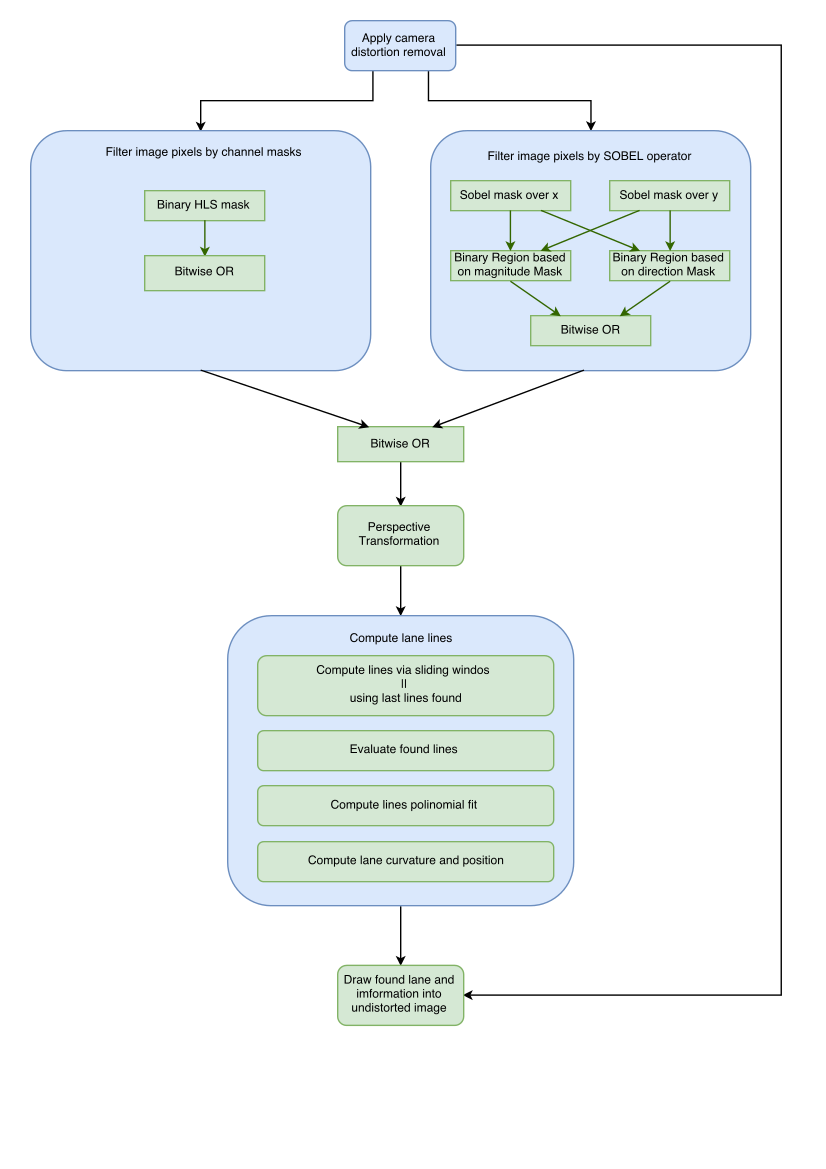 Apply camera
distortion removal
Filter image pixels by channel masks
Binary HLS mask
Bitwise OR
Filter image pixels by SOBEL operator
Sobel mask over x
Sobel mask over y
Binary Region based
on magnitude Mask
Binary Region based
on direction Mask
Bitwise OR
Bitwise OR
Perspective
Transformation
Compute lane lines
Compute lines via sliding windos
||
using last lines found
Evaluate found lines
Compute lines polinomial fit
Compute lane curvature and position
Draw found lane and
imformation into
undistorted image